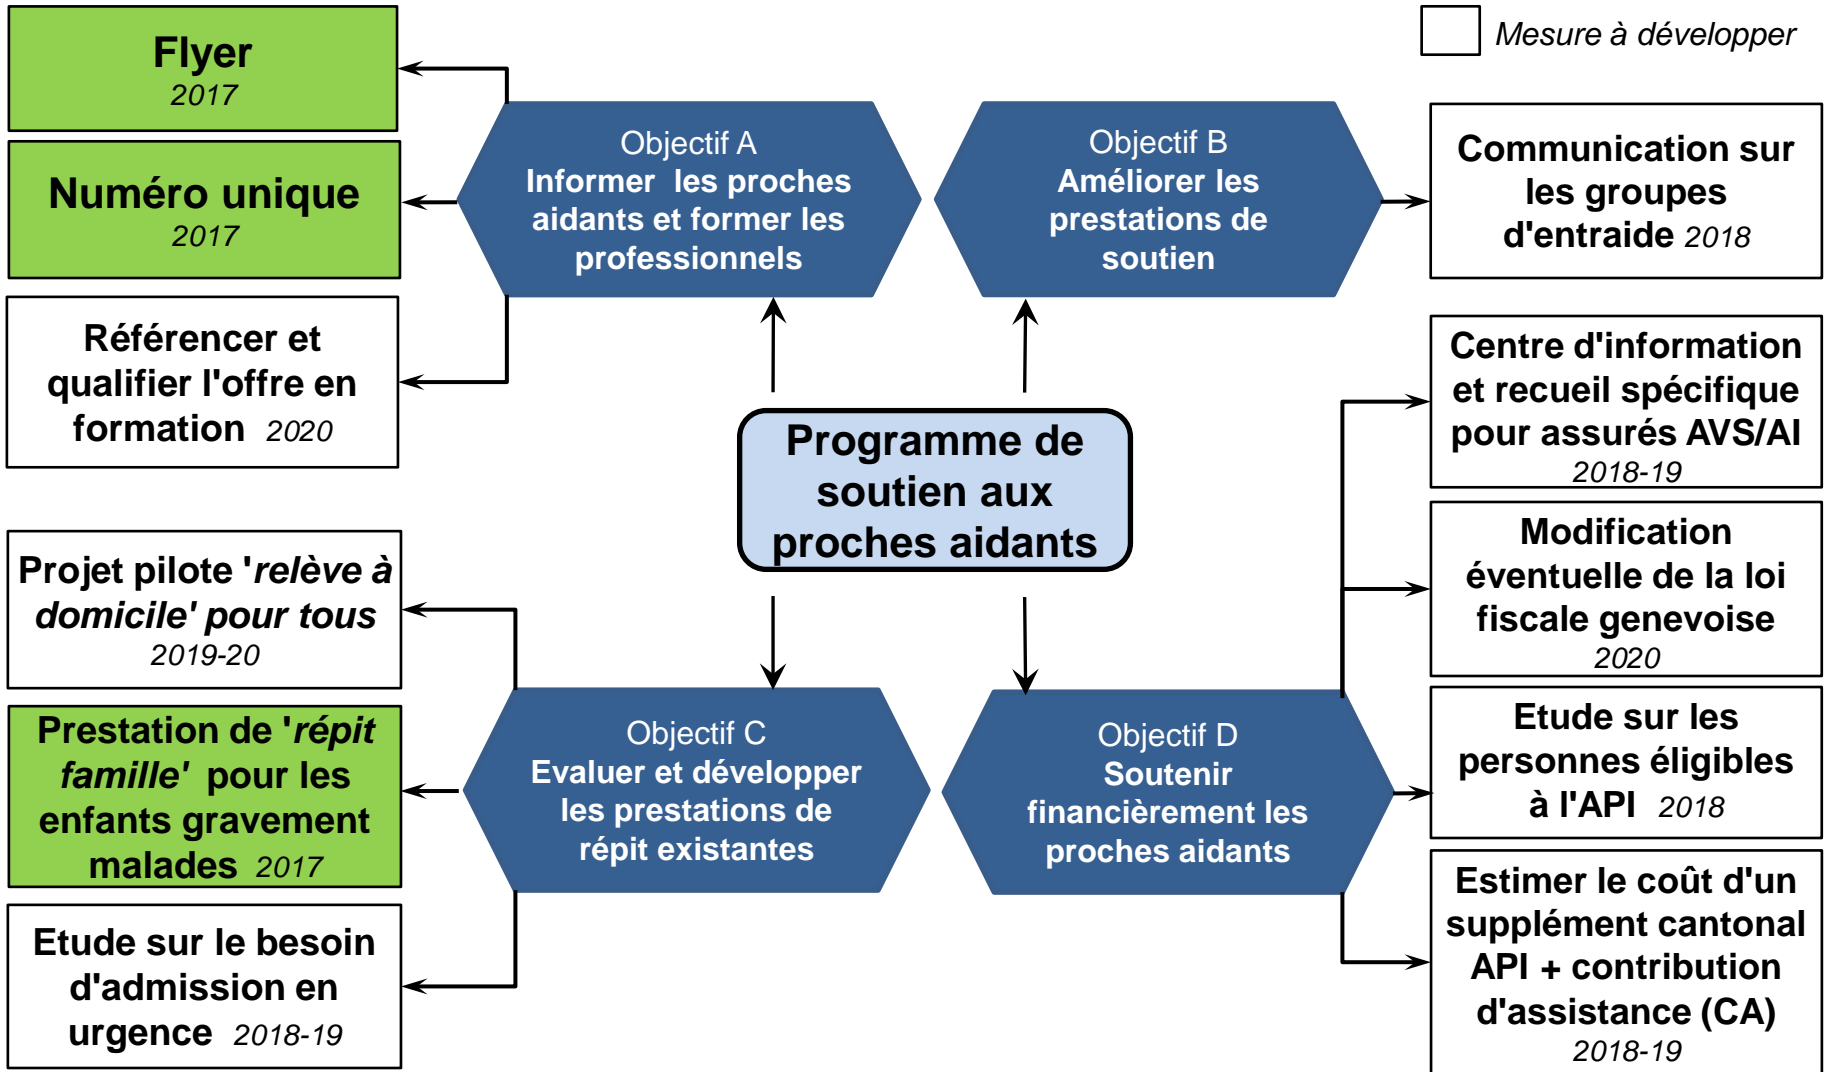 Flyer
2017
Mesure à développer
Numéro unique
2017
Objectif A
Informer les proches
aidants et former les
professionnels
Objectif B
Améliorer les
prestations de
soutien
Communication sur
les groupes
d'entraide 2018
Référencer et
qualifier l'offre en
formation 2020
Centre d'information
et recueil spécifique
pour assurés AVS/AI
2018-19
Programme de
soutien aux
proches aidants
Modification
éventuelle de la loi
fiscale genevoise
2020
Projet pilote 'relève à
domicile' pour tous
2019-20
Prestation de 'répit
famille' pour les
enfants gravement
malades 2017
Objectif C
Evaluer et développer
les prestations de
répit existantes
Objectif D
Soutenir
financièrement les
proches aidants
Etude sur les
personnes éligibles
à l'API 2018
Etude sur le besoin
d'admission en
urgence 2018-19
Estimer le coût d'un
supplément cantonal
API + contribution
d'assistance (CA)
2018-19